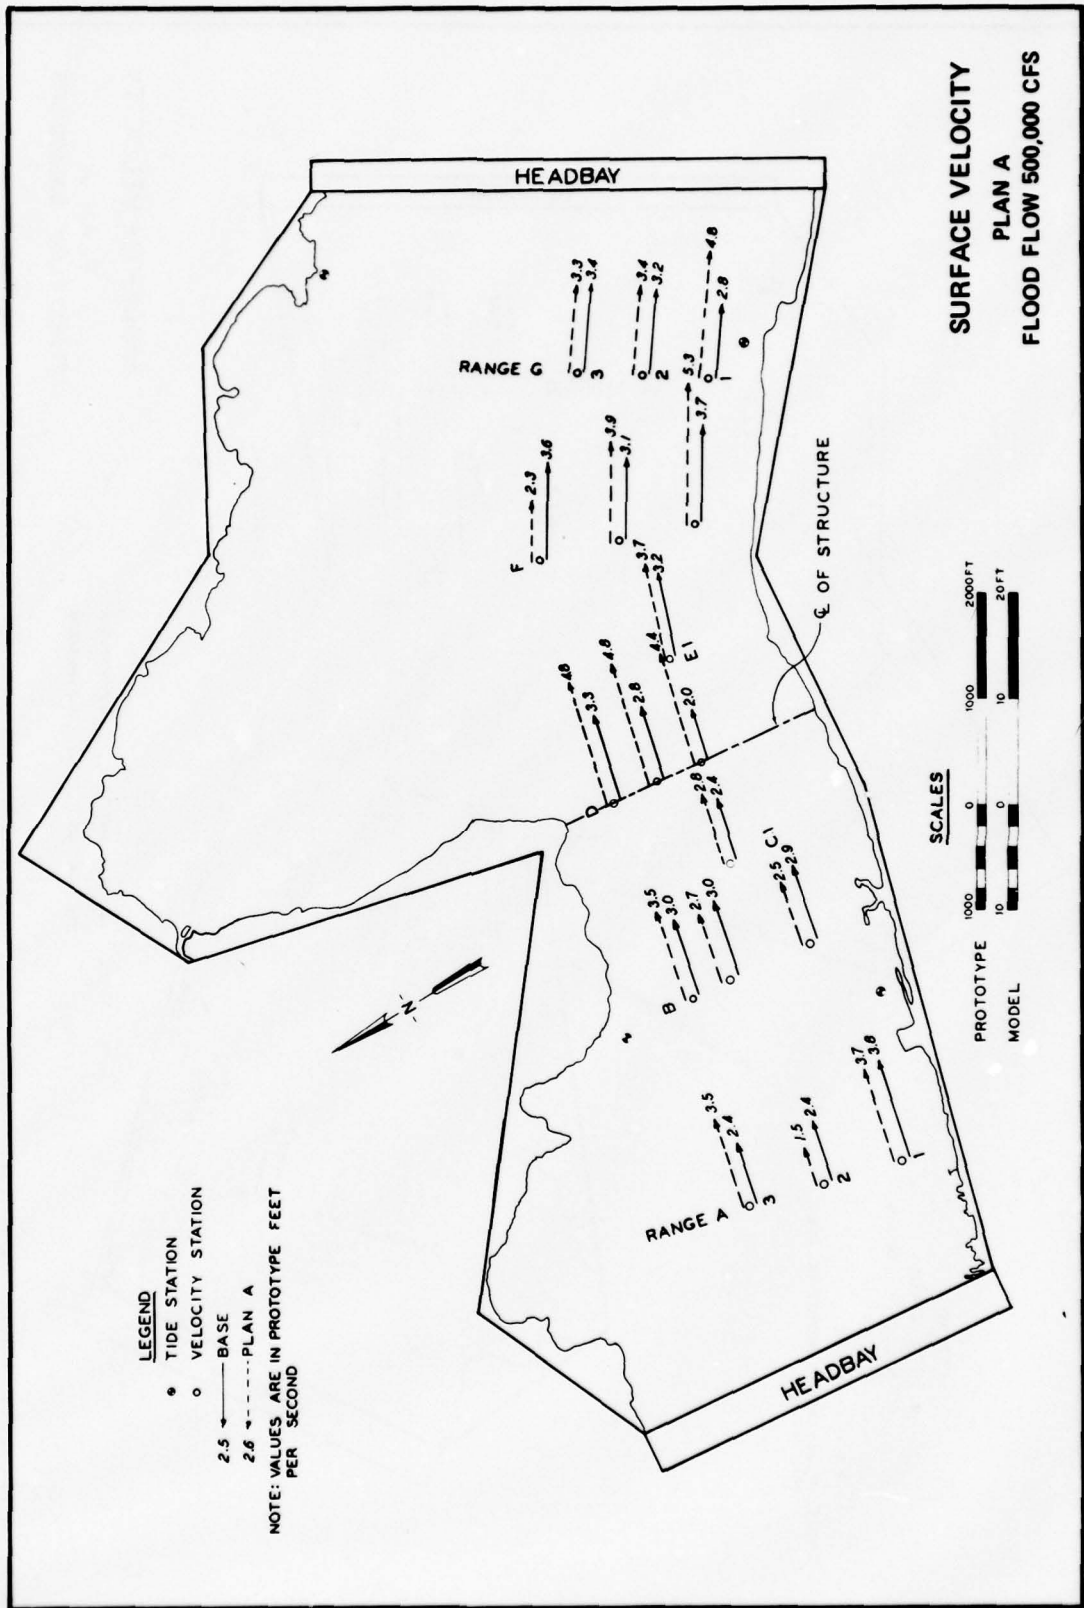 SURFACE VELOCITY
PLAN A
FLOOD FLOW 500,000 CFS
HEADBAY
RANGE G
3.3
3.4
3
3.4
3.2
2
4.8
2.8
1
F
2.3
3.6
3.9
3.1
5.3
3.7
3.7
3.2
E1
D
4.8
3.3
4.8
2.8
4.4
2.0
℄ OF STRUCTURE
2.8
2.4
C1
2.5
2.9
B
3.5
3.0
2.7
3.0
N
RANGE A
3.5
2.4
3
1.5
2.4
2
3.7
3.8
1
HEADBAY
LEGEND
TIDE STATION
VELOCITY STATION
2.5 BASE
2.6 PLAN A
NOTE: VALUES ARE IN PROTOTYPE FEET
PER SECOND
SCALES
PROTOTYPE 1000 0 1000 2000 FT
MODEL 10 0 10 20 FT